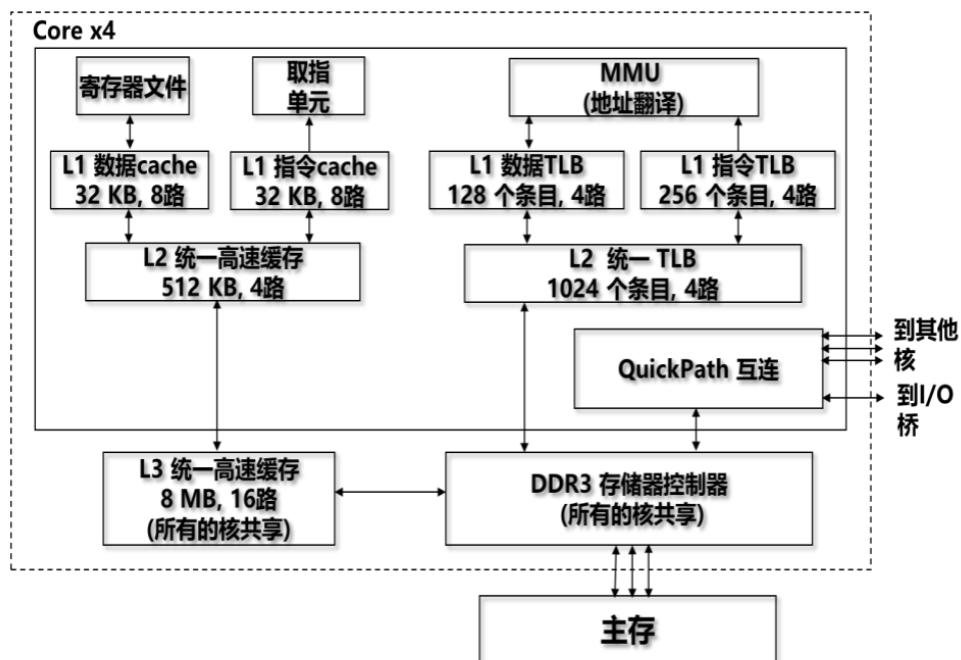 Core x4
寄存器文件
取指
单元
MMU
(地址翻译)
L1 数据cache
32 KB, 8路
L1 指令cache
32 KB, 8路
L1 数据TLB
128 个条目, 4路
L1 指令TLB
256 个条目, 4路
L2 统一高速缓存
512 KB, 4路
L2 统一 TLB
1024 个条目, 4路
QuickPath 互连
到其他
核
到I/O
桥
L3 统一高速缓存
8 MB, 16路
(所有的核共享)
DDR3 存储器控制器
(所有的核共享)
主存